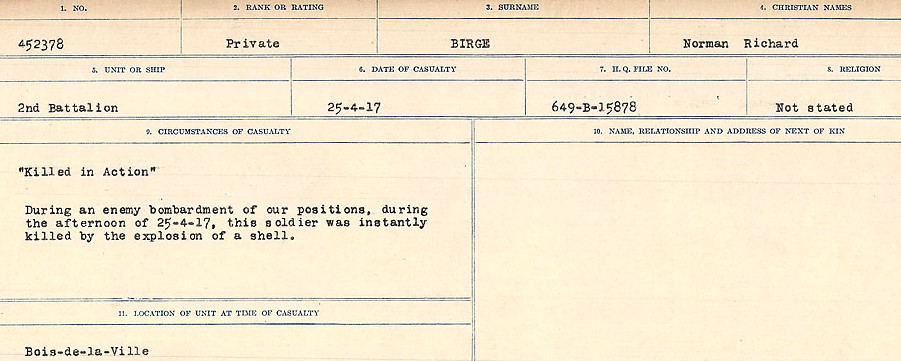 1. NO. 2. RANK OR RATING 3. SURNAME 4. CHRISTIAN NAMES
452378 Private BIRGE Norman Richard
5. UNIT OR SHIP 6. DATE OF CASUALTY 7. H.Q. FILE NO. 8. RELIGION
2nd Battalion 25-4-17 649-B-15878 Not stated
9. CIRCUMSTANCES OF CASUALTY 10. NAME, RELATIONSHIP AND ADDRESS OF NEXT OF KIN
"Killed in Action"
During an enemy bombardment of our positions, during
the afternoon of 25-4-17, this soldier was instantly
killed by the explosion of a shell.
11. LOCATION OF UNIT AT TIME OF CASUALTY
Bois-de-la-Ville